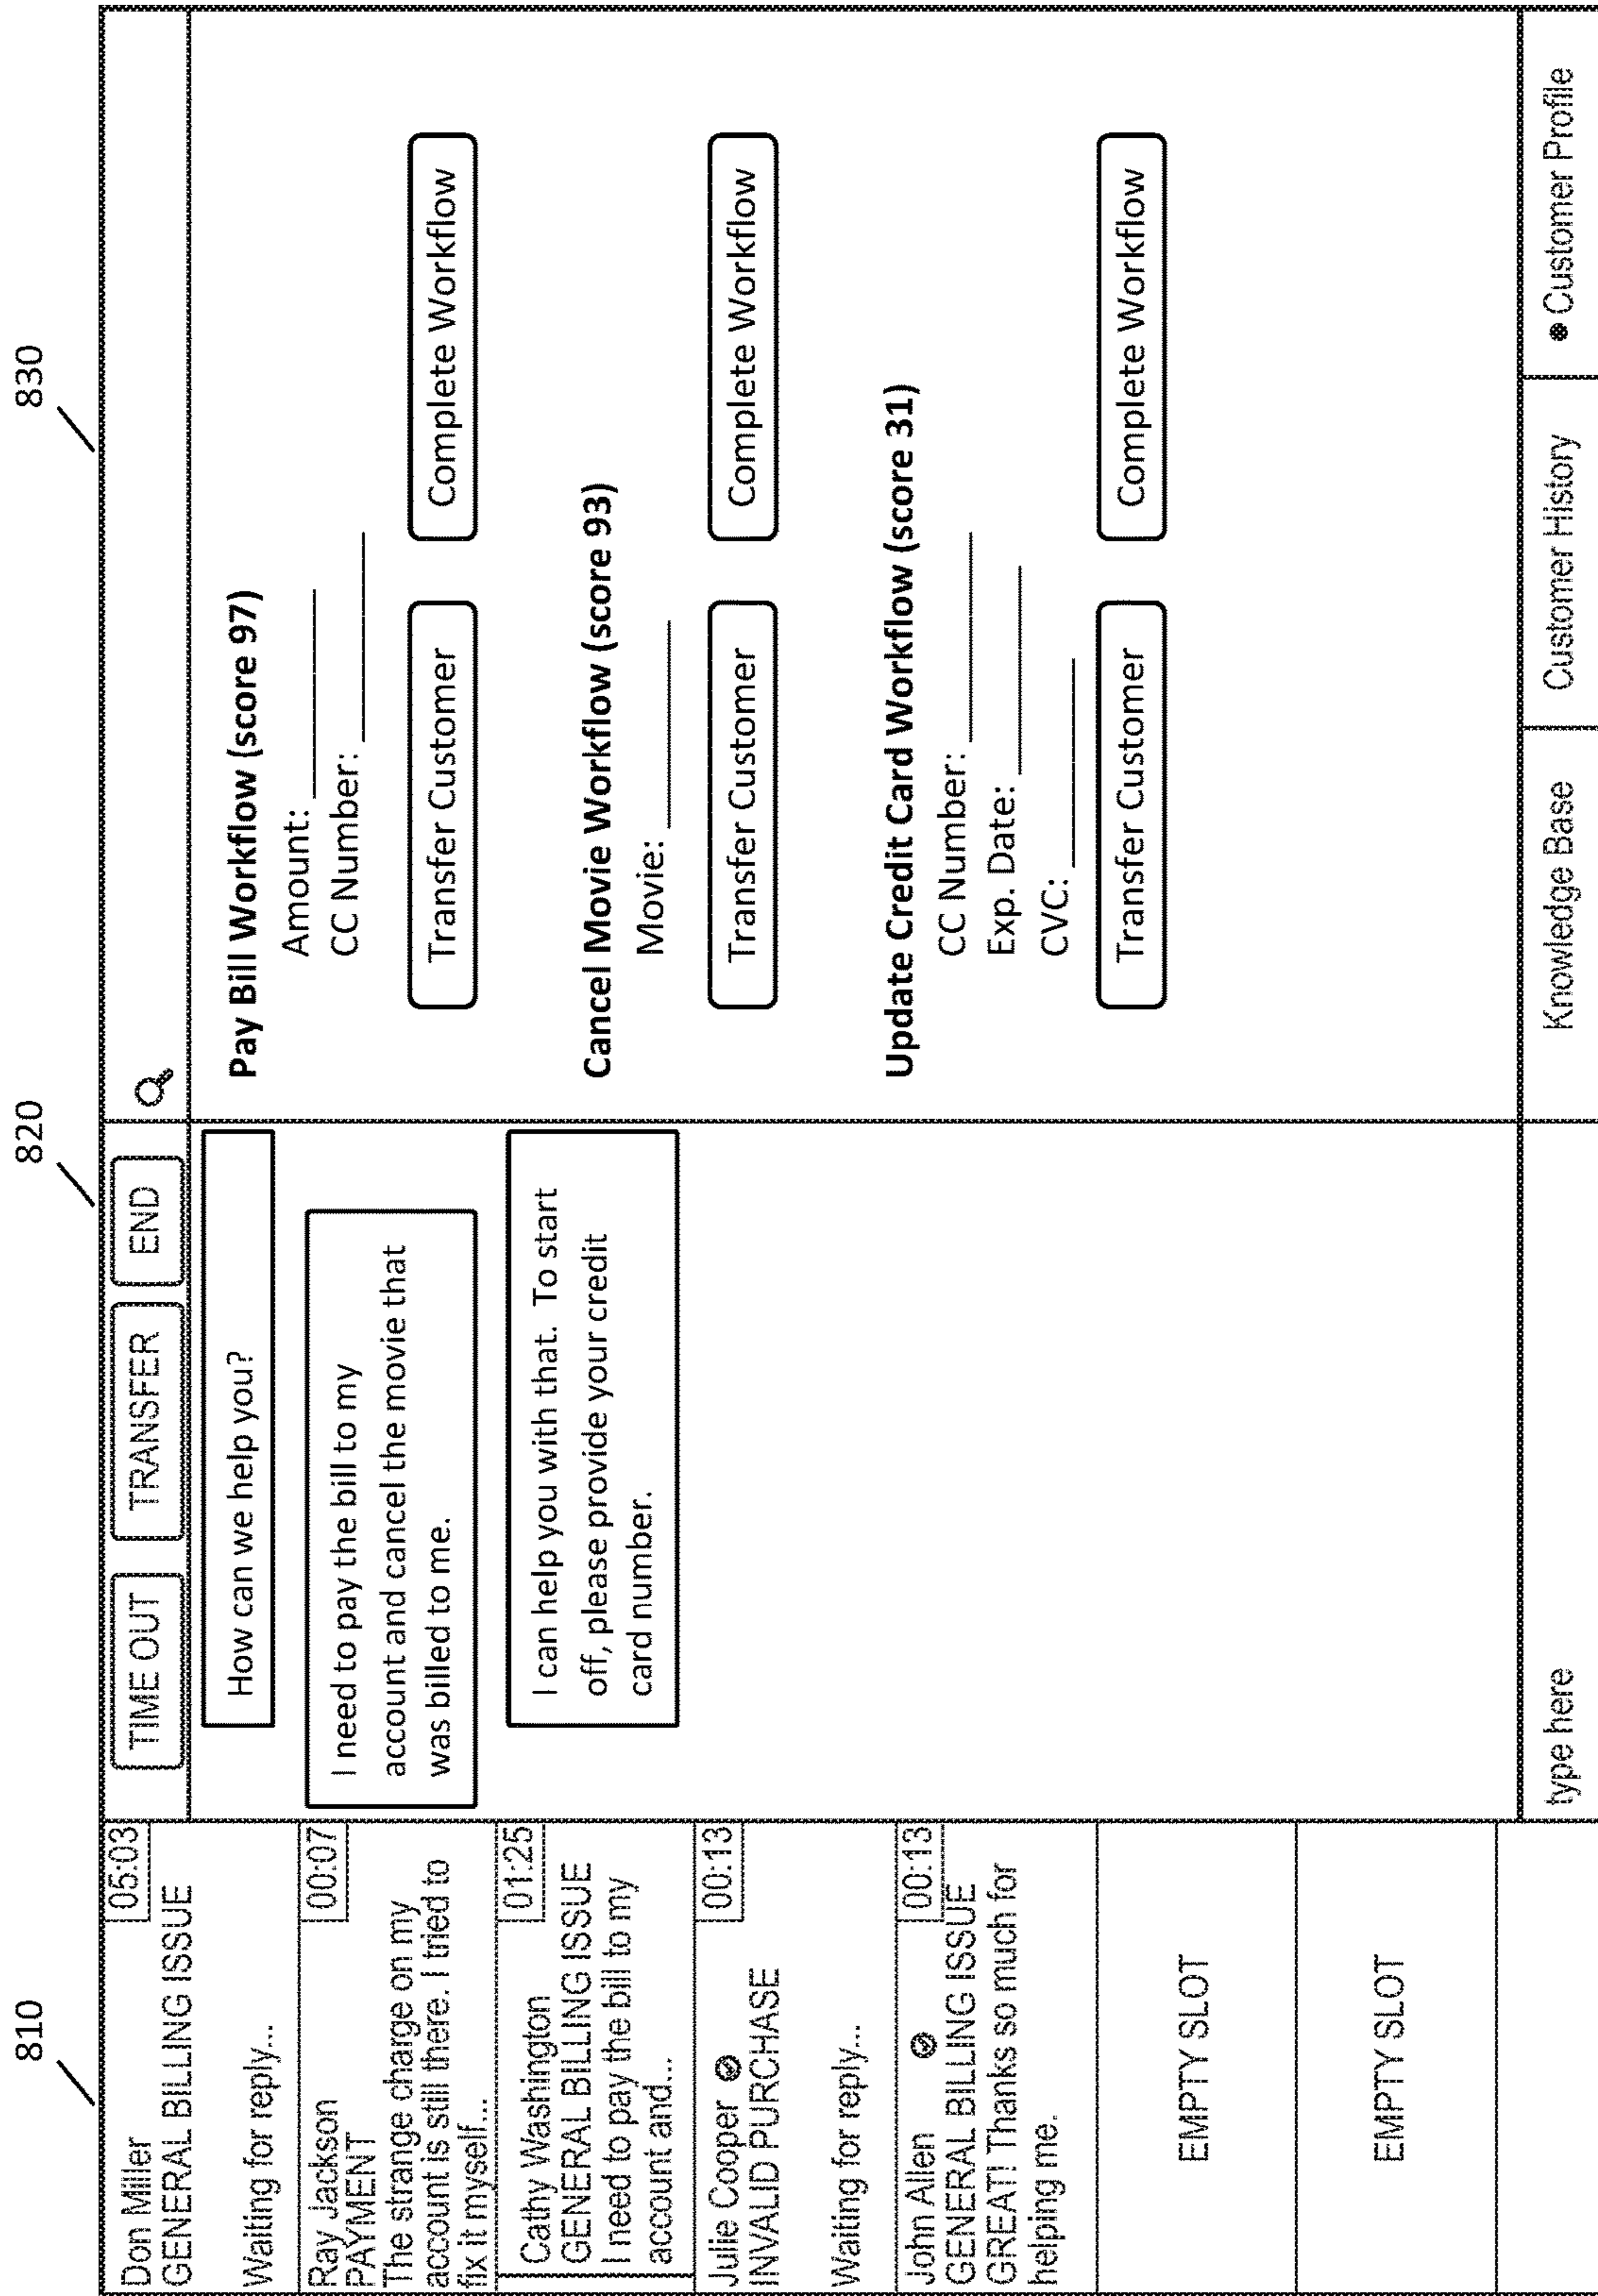 810
820
830
Don Miller
05:03
GENERAL BILLING ISSUE
Waiting for reply...
Ray Jackson
00:07
PAYMENT
The strange charge on my
account is still there. I tried to
fix it myself...
Cathy Washington
01:25
GENERAL BILLING ISSUE
I need to pay the bill to my
account and...
Julie Cooper
00:13
INVALID PURCHASE
Waiting for reply...
John Allen
00:13
GENERAL BILLING ISSUE
GREAT! Thanks so much for
helping me.
EMPTY SLOT
EMPTY SLOT
TIME OUT
TRANSFER
END
How can we help you?
I need to pay the bill to my
account and cancel the movie that
was billed to me.
I can help you with that. To start
off, please provide your credit
card number.
type here
Pay Bill Workflow (score 97)
Amount: ___________
CC Number: ___________
Transfer Customer
Complete Workflow
Cancel Movie Workflow (score 93)
Movie: ___________
Transfer Customer
Complete Workflow
Update Credit Card Workflow (score 31)
CC Number: ___________
Exp. Date: ___________
CVC: ___________
Transfer Customer
Complete Workflow
Knowledge Base
Customer History
Customer Profile